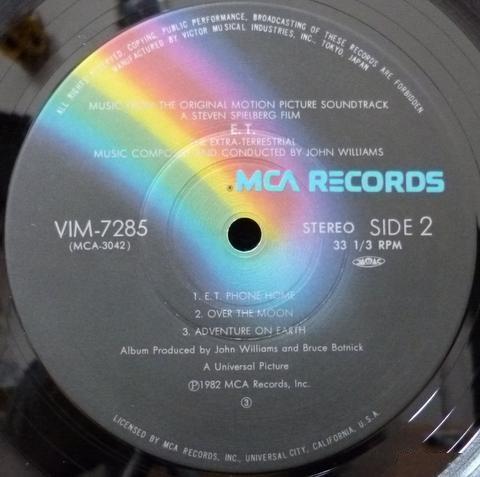 ALL RIGHTS RESERVED. COPYING, PUBLIC PERFORMANCE, BROADCASTING OF THESE RECORDS ARE FORBIDDEN
MANUFACTURED BY VICTOR MUSICAL INDUSTRIES, INC., TOKYO, JAPAN
MUSIC FROM THE ORIGINAL MOTION PICTURE SOUNDTRACK
A STEVEN SPIELBERG FILM
E.T.
THE EXTRA-TERRESTRIAL
MUSIC COMPOSED AND CONDUCTED BY JOHN WILLIAMS
MCA RECORDS
VIM-7285
(MCA-3042)
STEREO SIDE 2
33 1/3 RPM
JASRAC
1. E.T. PHONE HOME
2. OVER THE MOON
3. ADVENTURE ON EARTH
Album Produced by John Williams and Bruce Botnick
A Universal Picture
Ⓟ1982 MCA Records, Inc.
③
LICENSED BY MCA RECORDS, INC., UNIVERSAL CITY, CALIFORNIA, U.S.A.